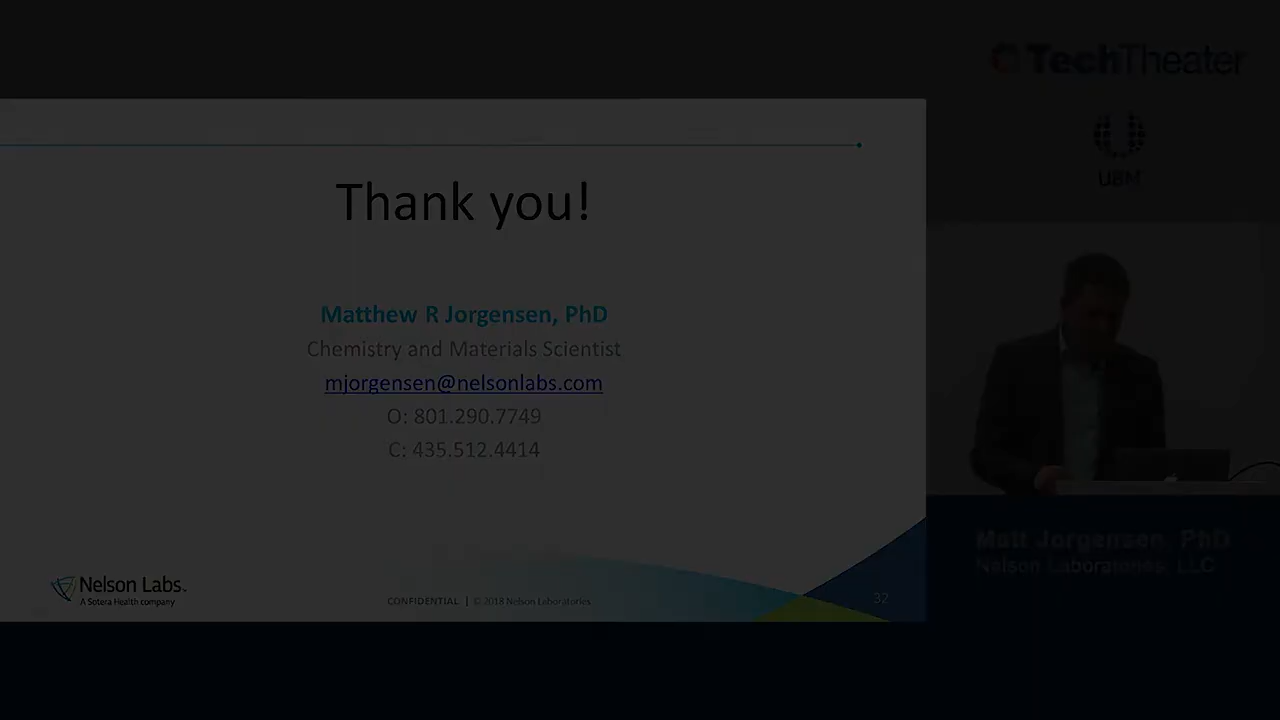 TechTheater
UBM
Thank you!
Matthew R Jorgensen, PhD
Chemistry and Materials Scientist
mjorgensen@nelsonlabs.com
O: 801.290.7749
C: 435.512.4414
Matt Jorgensen, PhD
Nelson Laboratories, LLC
Nelson Labs
A Sotera Health company
CONFIDENTIAL | © 2018 Nelson Laboratories
32